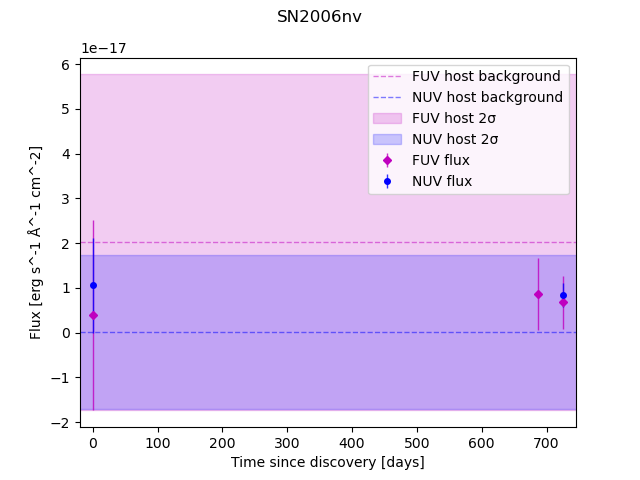 SN2006nv
1e−17
6
5
4
3
2
1
0
−1
−2
Flux [erg s^-1 Å^-1 cm^-2]
FUV host background
NUV host background
FUV host 2σ
NUV host 2σ
FUV flux
NUV flux
0 100 200 300 400 500 600 700
Time since discovery [days]